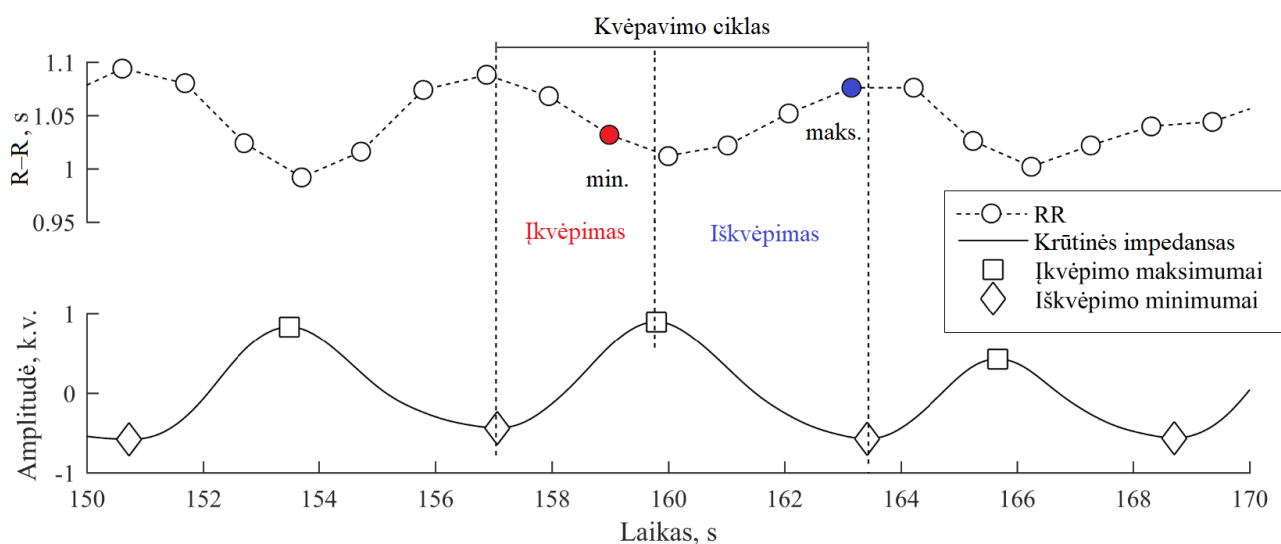 Kvėpavimo ciklas
R–R, s
1.1
1.05
1
0.95
maks.
min.
Įkvėpimas
Iškvėpimas
RR
Krūtinės impedansas
Įkvėpimo maksimumai
Iškvėpimo minimumai
Amplitudė, k.v.
1
0
-1
150 152 154 156 158 160 162 164 166 168 170
Laikas, s